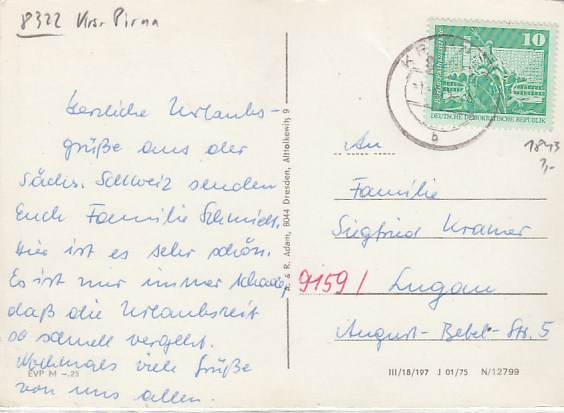 8322 Krs. Pirna
10
DEUTSCHE DEMOKRATISCHE REPUBLIK
b
1843
?,-
Herzliche Urlaubs-
grüße aus der
Sächs. Schweiz senden
Euch Familie Schmidt.
Hier ist es sehr schön.
Es ist nur immer schade,
daß die Urlaubszeit
so schnell vergeht.
Nochmals viele Grüße
von uns allen.
EVP M -.25
A. & R. Adam, 8044 Dresden, Altlockwitz 9
An
Familie
Siegfried Kramer
9159 / Lugau
August-Bebel-Str. 5
III/18/197 J 01/75 N/12799